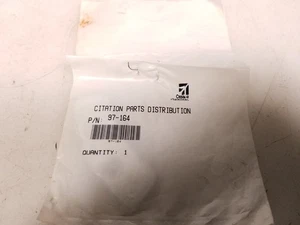 CITATION PARTS DISTRIBUTION
P/N: 97-164
QUANTITY: 1